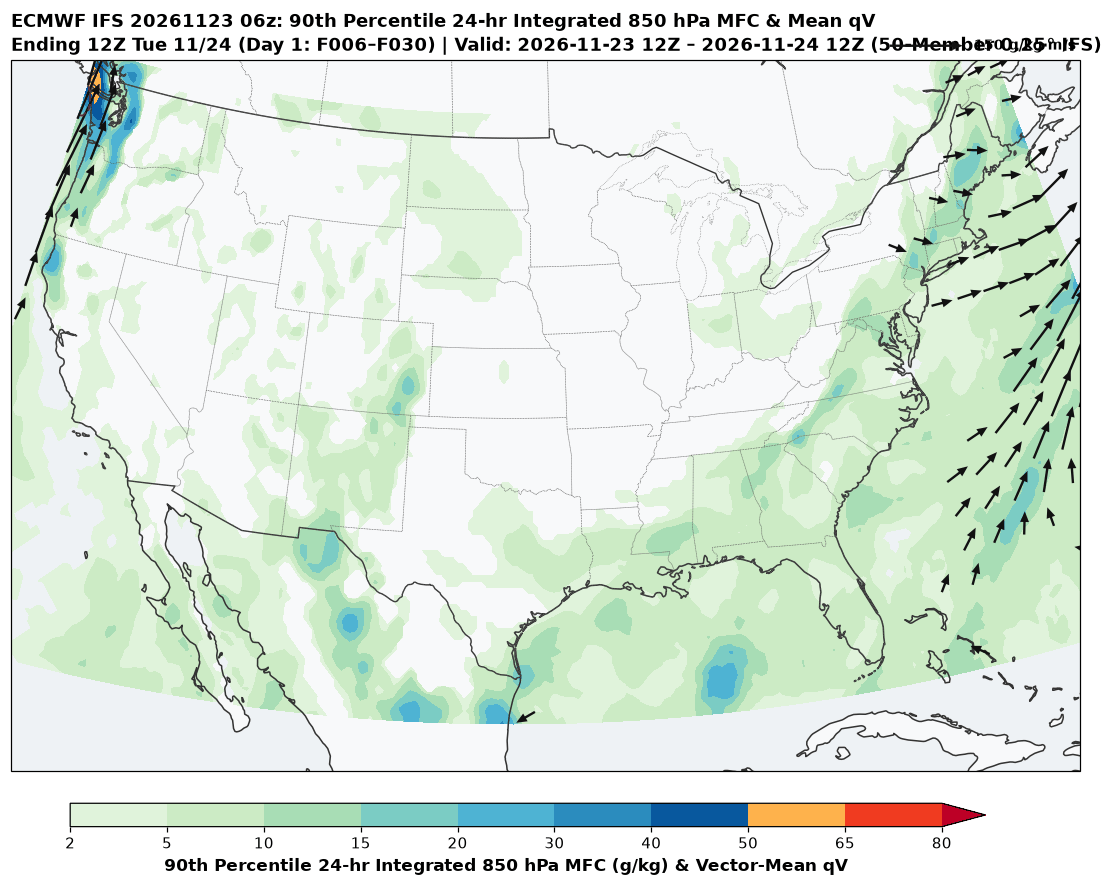 ECMWF IFS 20261123 06z: 90th Percentile 24-hr Integrated 850 hPa MFC & Mean qV
Ending 12Z Tue 11/24 (Day 1: F006–F030) | Valid: 2026-11-23 12Z – 2026-11-24 12Z (50-Member 0.25° IFS)
150 g/kg m/s
2 5 10 15 20 30 40 50 65 80
90th Percentile 24-hr Integrated 850 hPa MFC (g/kg) & Vector-Mean qV